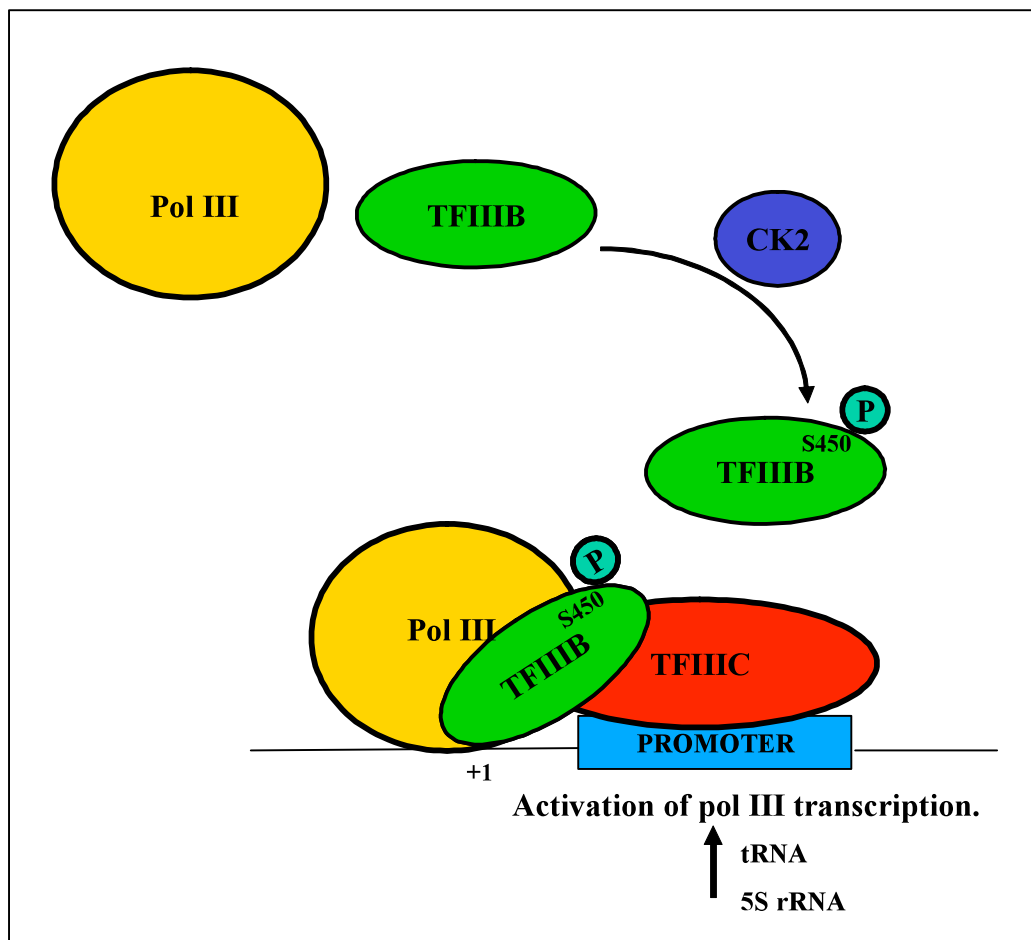 Pol III
TFIIIB
CK2
P
S450
TFIIIB
P
S450
Pol III
TFIIIB
TFIIIC
PROMOTER
+1
Activation of pol III transcription.
tRNA
5S rRNA